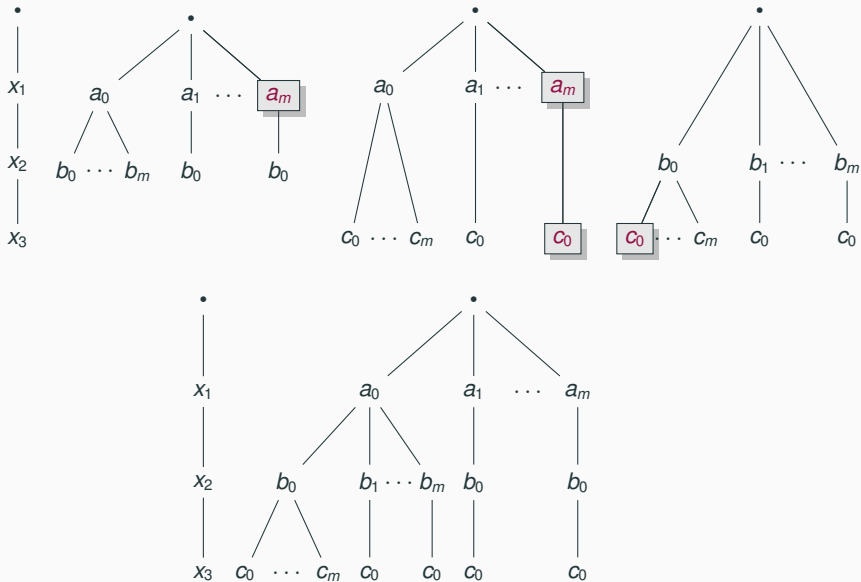 x₁ a₀ a₁ ⋯ aₘ a₀ a₁ ⋯ aₘ
x₂ b₀ ⋯ bₘ b₀ b₀ b₀ b₁ ⋯ bₘ
x₃ c₀ ⋯ cₘ c₀ c₀ c₀ ⋯ cₘ c₀ c₀
x₁ a₀ a₁ ⋯ aₘ
x₂ b₀ b₁ ⋯ bₘ b₀ b₀
x₃ c₀ ⋯ cₘ c₀ c₀ c₀ c₀